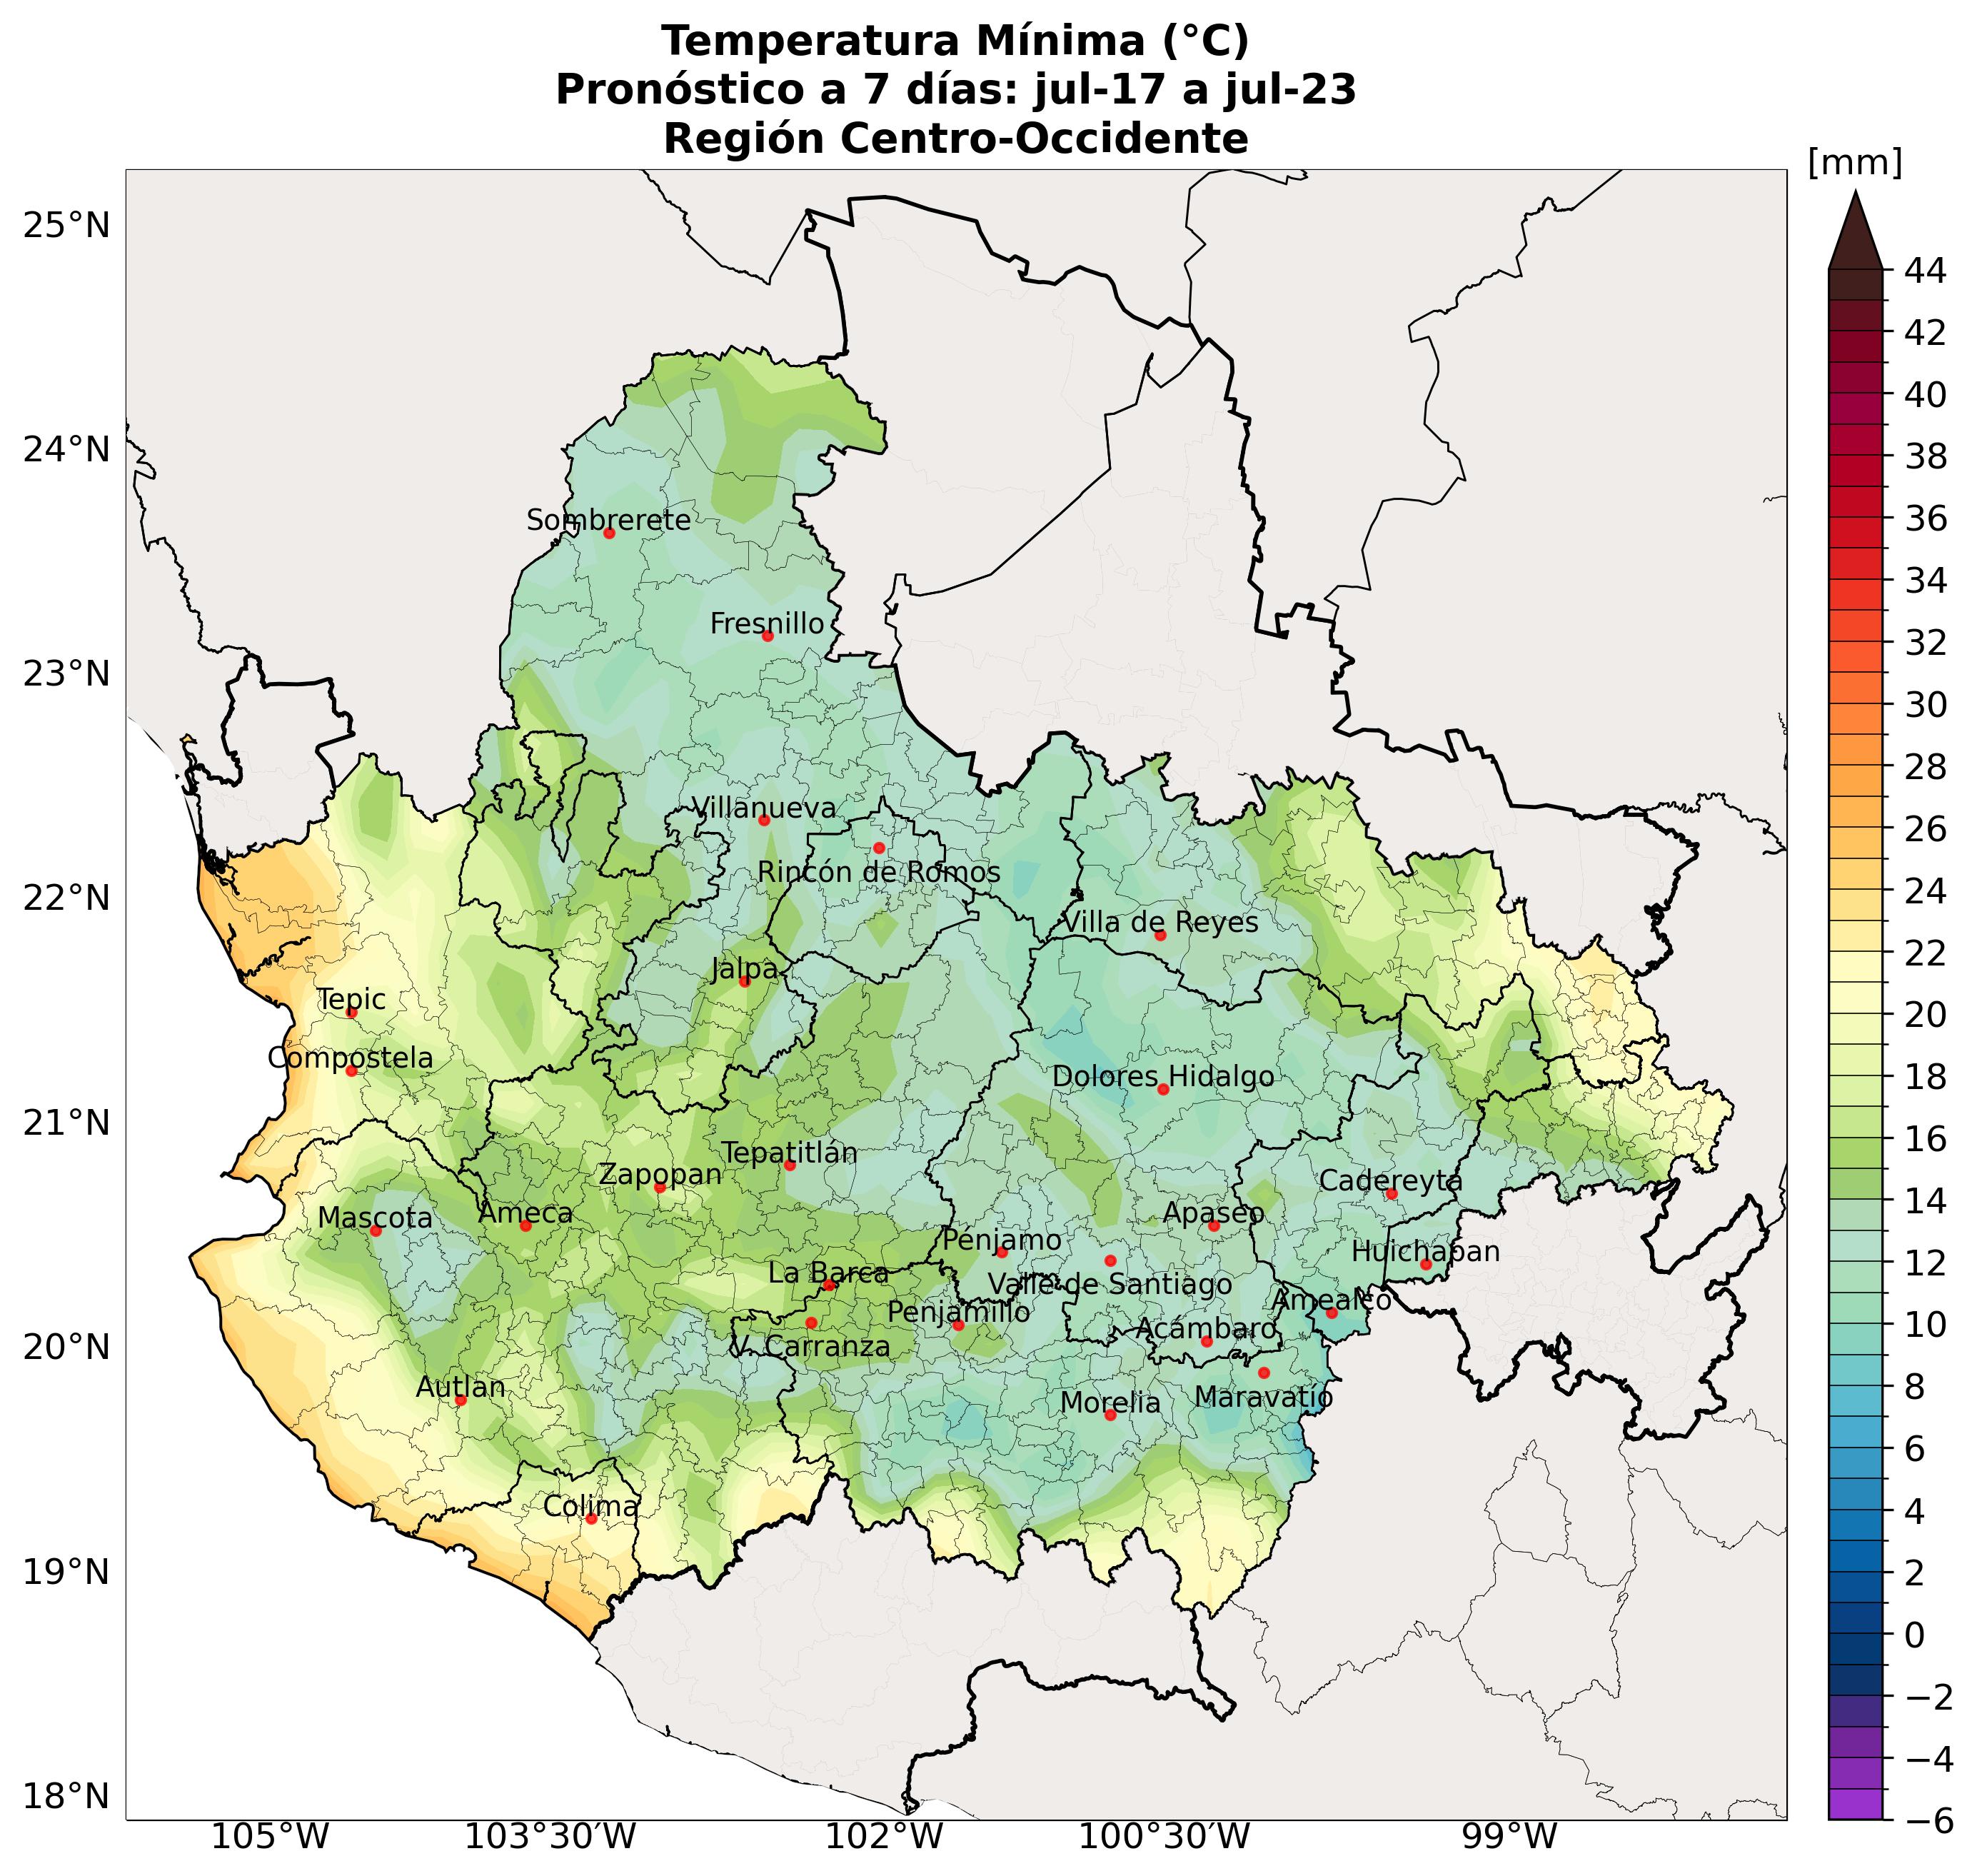 Temperatura Mínima (°C)
Pronóstico a 7 días: jul-17 a jul-23
Región Centro-Occidente
[mm]
25°N
24°N
23°N
22°N
21°N
20°N
19°N
18°N
Sombrerete
Fresnillo
Villanueva
Rincón de Romos
Villa de Reyes
Jalpa
Tepic
Compostela
Dolores Hidalgo
Tepatitlán
Zapopan
Cadereyta
Mascota
Ameca
Apaseo
Pénjamo
Huichapan
La Barca
Valle de Santiago
Amealco
Penjamillo
Acámbaro
V. Carranza
Autlan
Morelia
Maravatío
Colima
105°W
103°30′W
102°W
100°30′W
99°W
44
42
40
38
36
34
32
30
28
26
24
22
20
18
16
14
12
10
8
6
4
2
0
−2
−4
−6